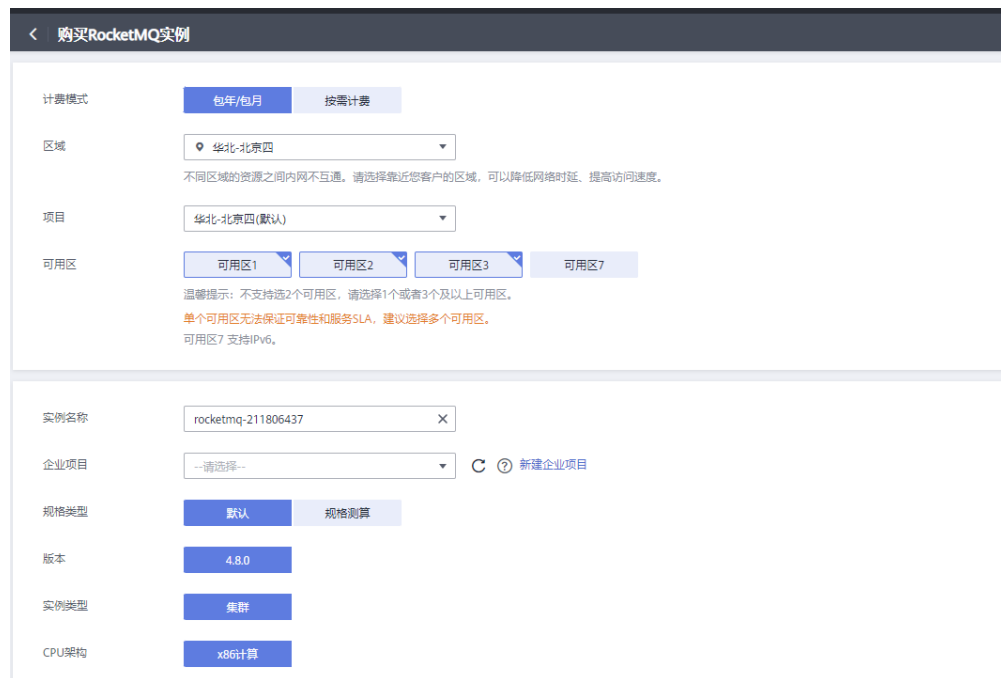 购买RocketMQ实例
计费模式 包年/包月 按需计费
区域 华北-北京四
不同区域的资源之间内网不互通。请选择靠近您客户的区域，可以降低网络时延、提高访问速度。
项目 华北-北京四(默认)
可用区 可用区1 可用区2 可用区3 可用区7
温馨提示：不支持选2个可用区，请选择1个或者3个及以上可用区。
单个可用区无法保证可靠性和服务SLA，建议选择多个可用区。
可用区7 支持IPv6。
实例名称 rocketmq-211806437
企业项目 --请选择-- 新建企业项目
规格类型 默认 规格测算
版本 4.8.0
实例类型 集群
CPU架构 x86计算